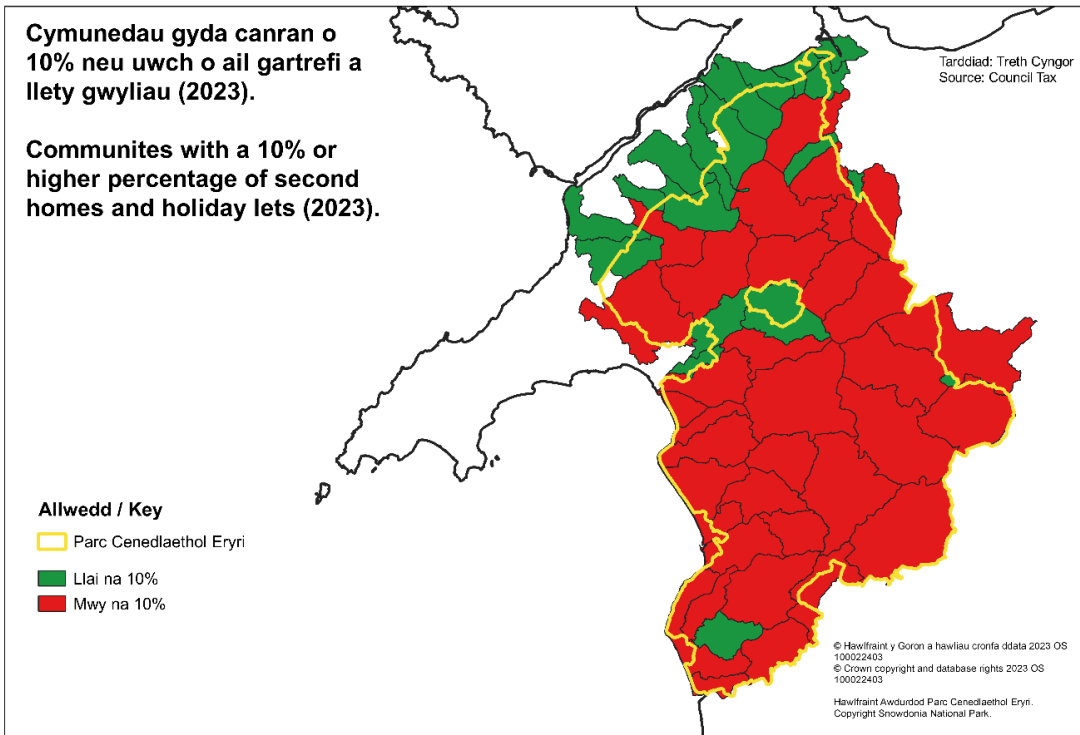 Cymunedau gyda canran o
10% neu uwch o ail gartrefi a
llety gwyliau (2023).
Communites with a 10% or
higher percentage of second
homes and holiday lets (2023).
Tarddiad: Treth Cyngor
Source: Council Tax
Allwedd / Key
Parc Cenedlaethol Eryri
Llai na 10%
Mwy na 10%
© Hawlfraint y Goron a hawliau cronfa ddata 2023 OS
100022403
© Crown copyright and database rights 2023 OS
100022403
Hawlfraint Awdurdod Parc Cenedlaethol Eryri.
Copyright Snowdonia National Park.